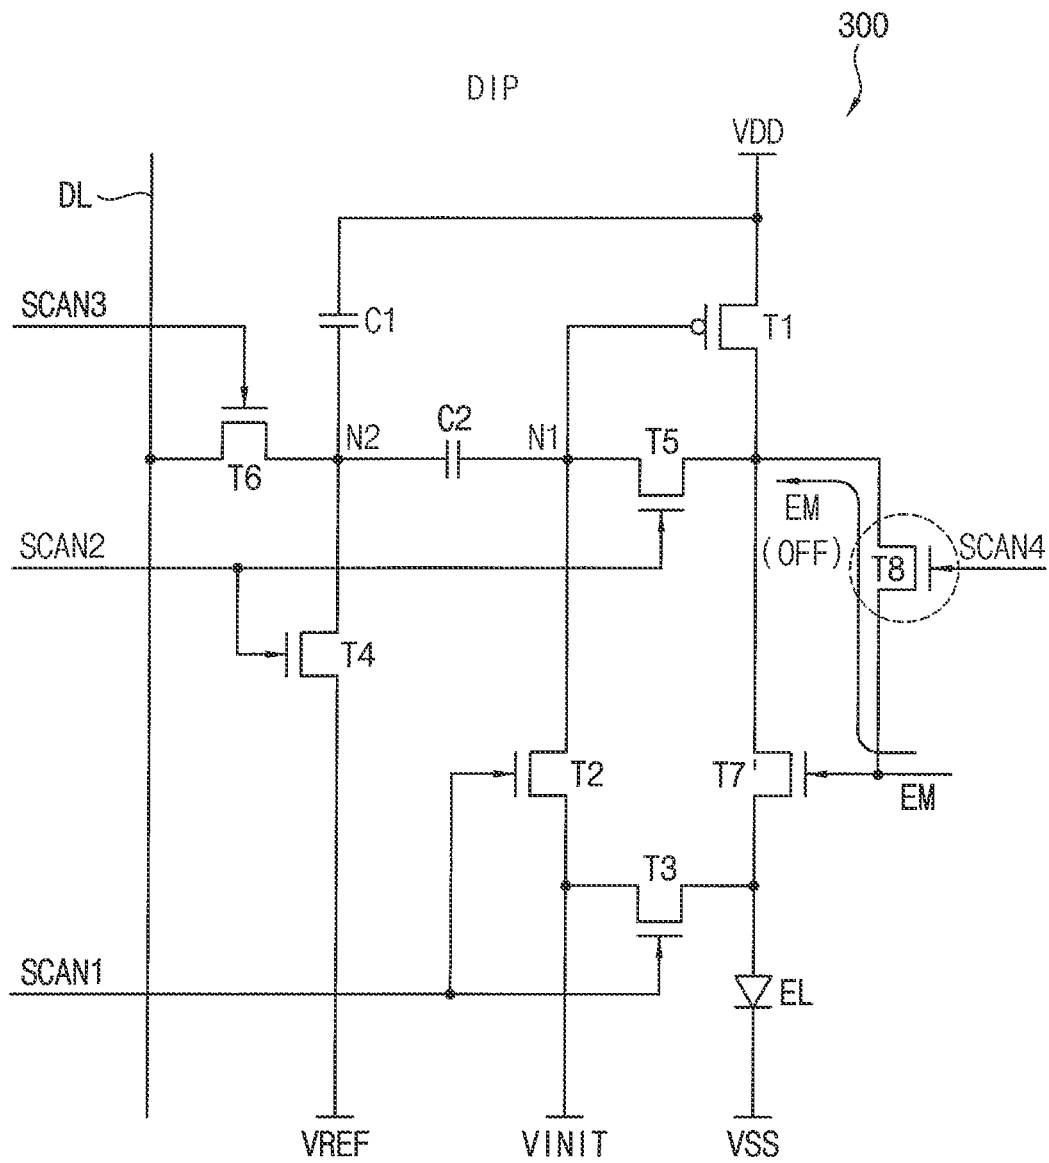 300
DIP
VDD
DL
SCAN3
C1
T1
C2
N2
N1
T5
T6
EM
(OFF)
SCAN2
T8
SCAN4
T4
T2
T7
EM
T3
SCAN1
EL
VREF
VINIT
VSS